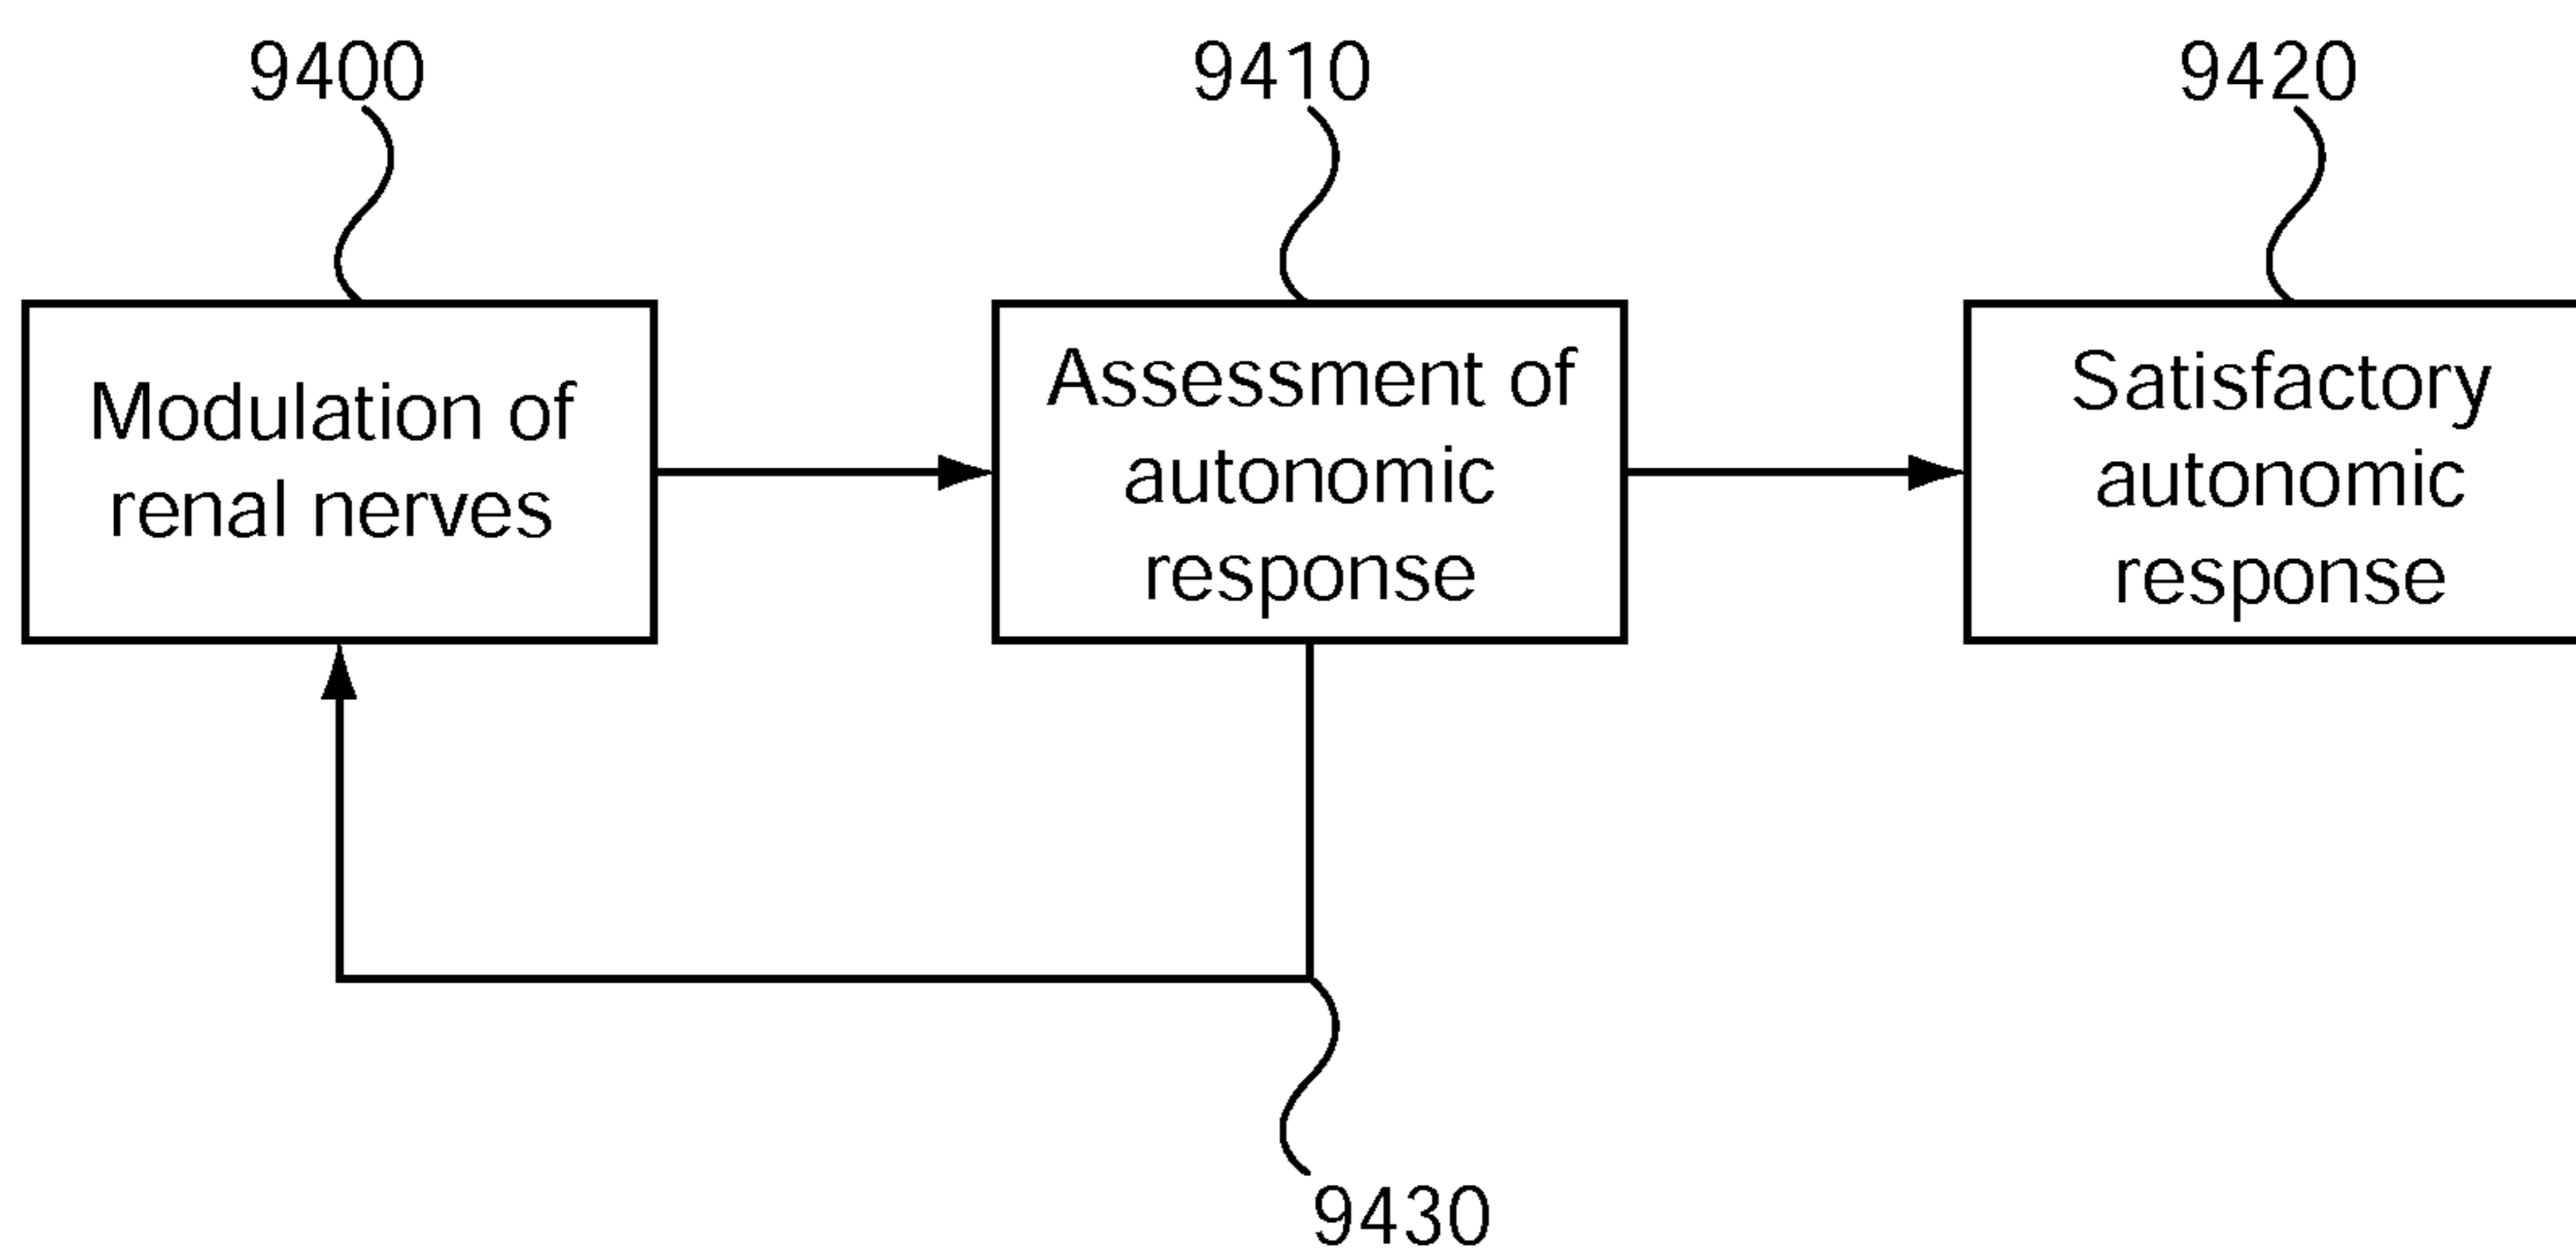 9400
9410
9420
Modulation of
renal nerves
Assessment of
autonomic
response
Satisfactory
autonomic
response
9430